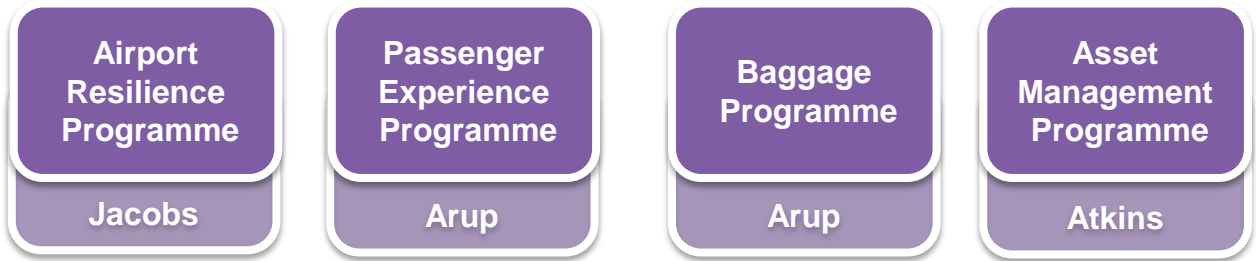 Airport
Resilience
Programme
Jacobs
Passenger
Experience
Programme
Arup
Baggage
Programme
Arup
Asset
Management
Programme
Atkins